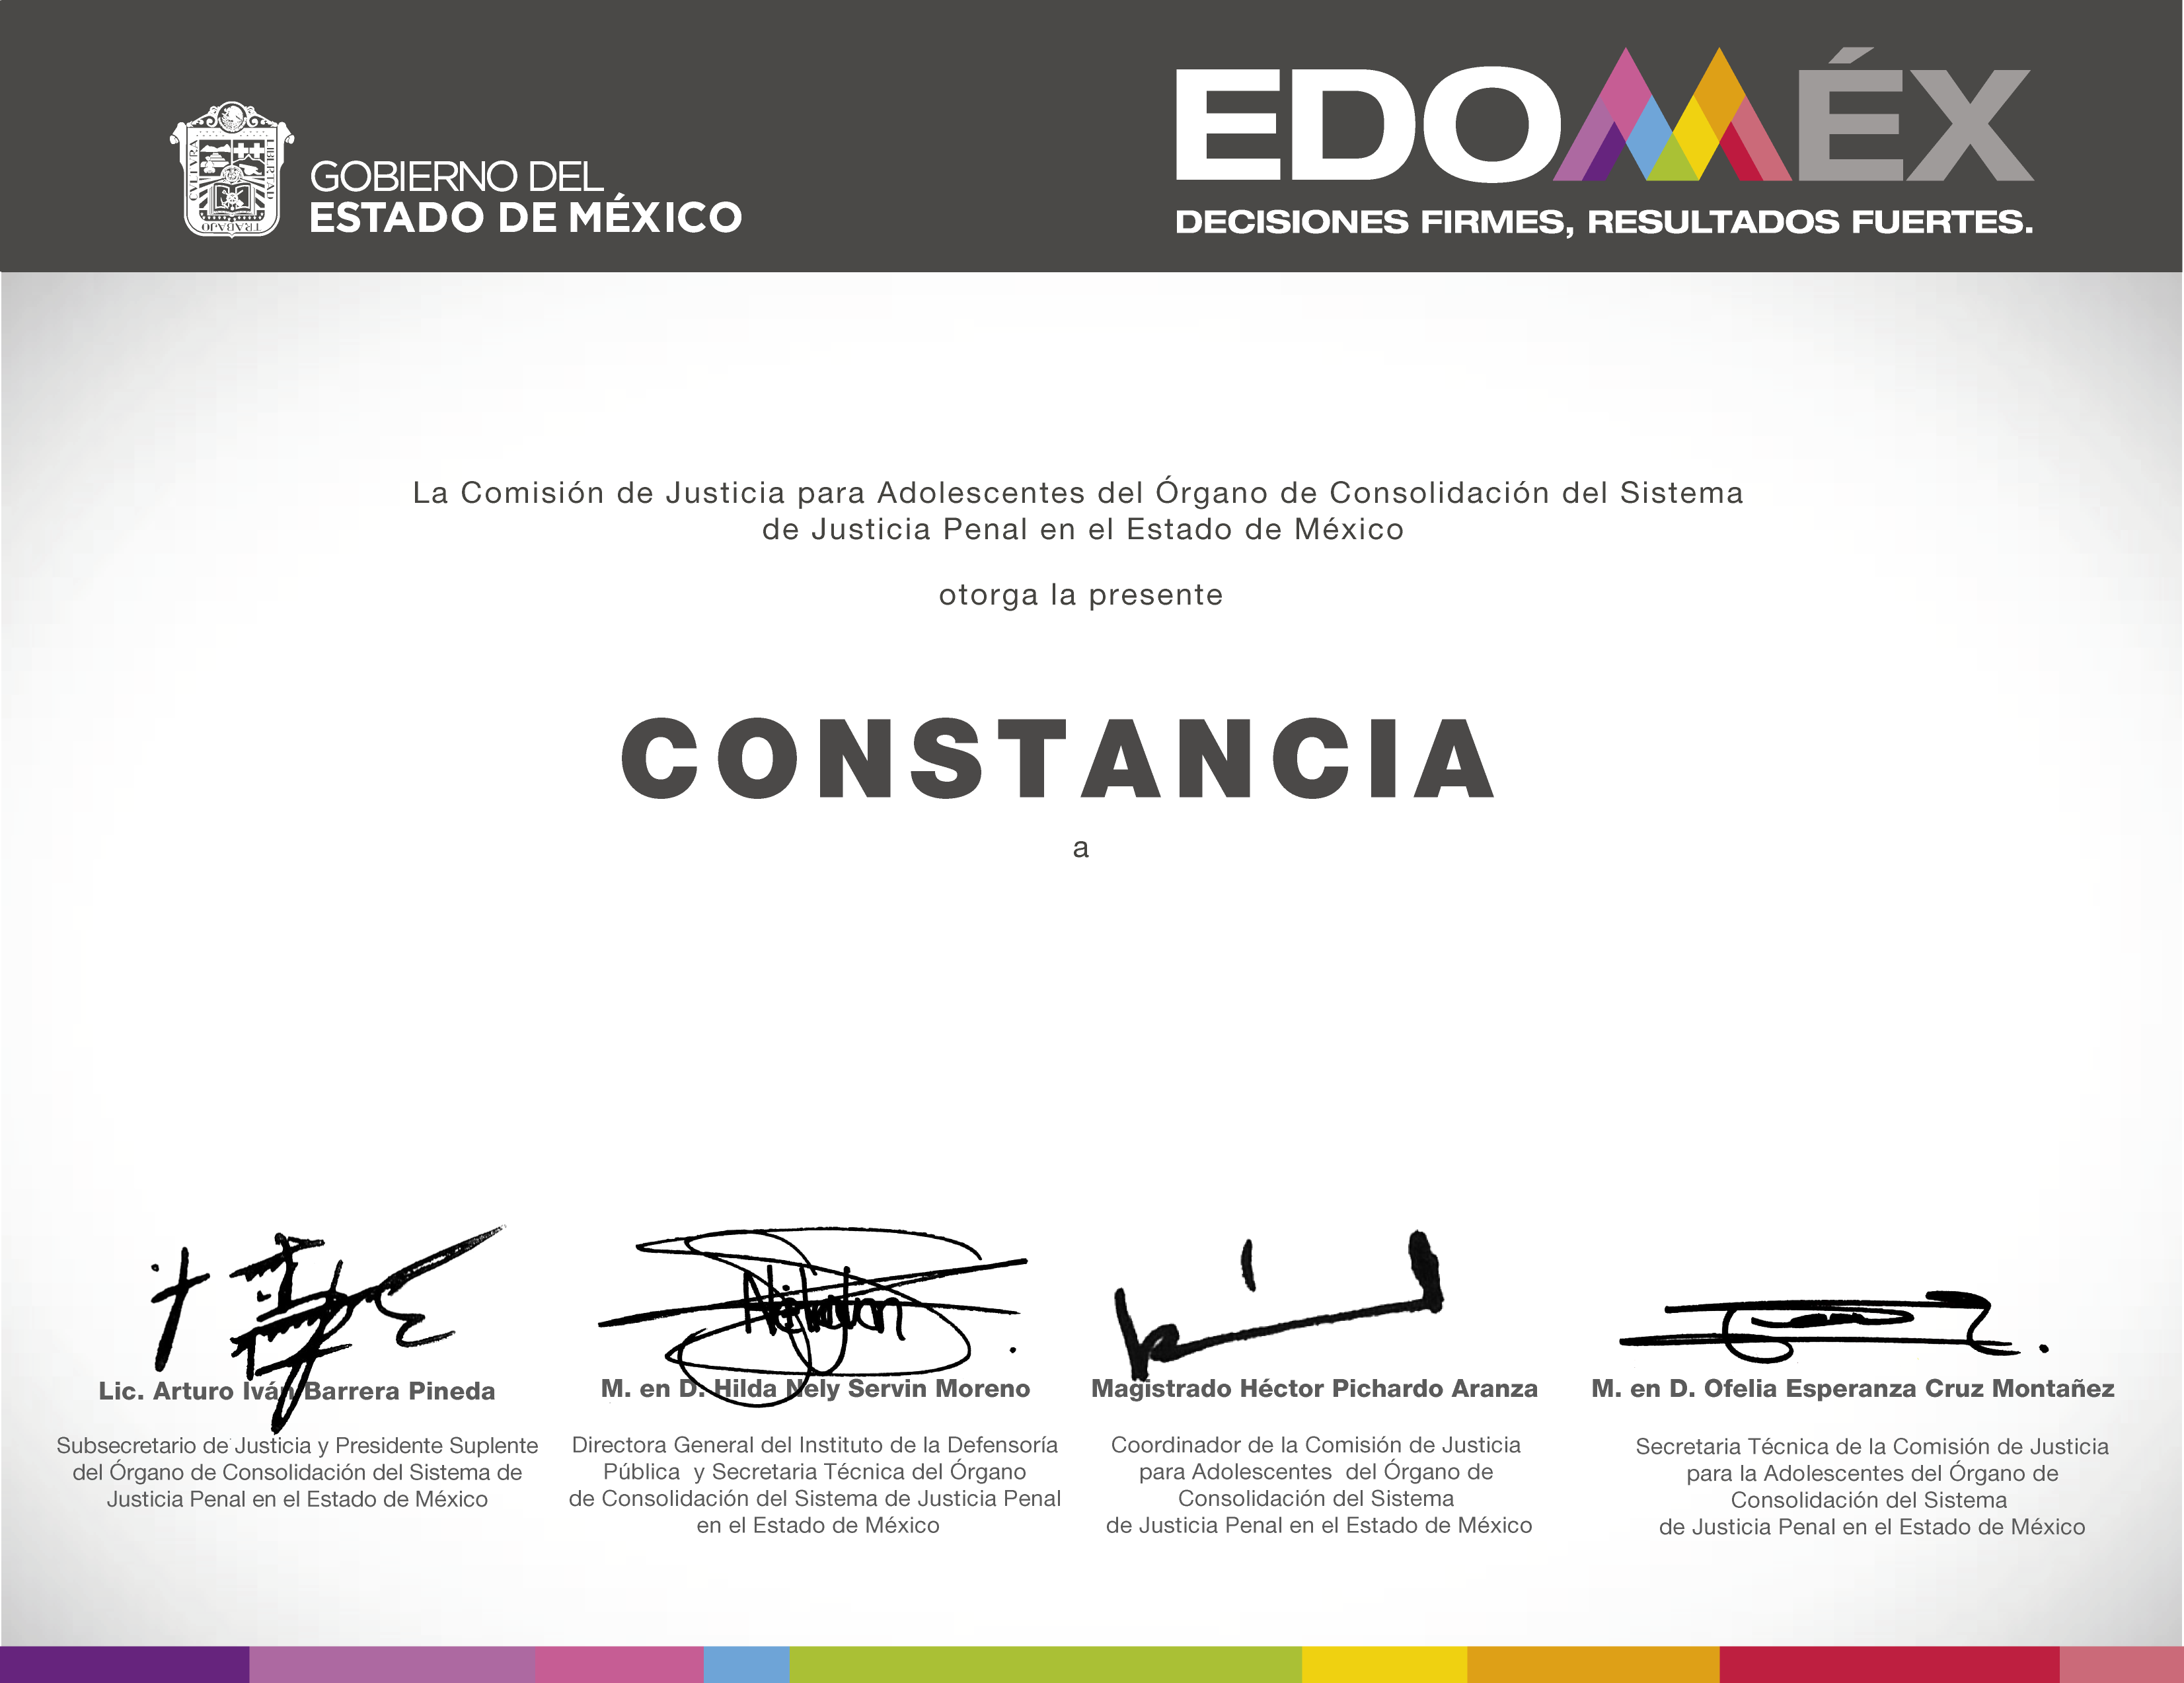 GOBIERNO DEL
ESTADO DE MÉXICO
EDOMÉX
DECISIONES FIRMES, RESULTADOS FUERTES.
CULTURA
LIBERTAD
TRABAJO
La Comisión de Justicia para Adolescentes del Órgano de Consolidación del Sistema
de Justicia Penal en el Estado de México
otorga la presente
CONSTANCIA
a
Lic. Arturo Iván Barrera Pineda
Subsecretario de Justicia y Presidente Suplente
del Órgano de Consolidación del Sistema de
Justicia Penal en el Estado de México
M. en D. Hilda Nely Servin Moreno
Directora General del Instituto de la Defensoría
Pública y Secretaria Técnica del Órgano
de Consolidación del Sistema de Justicia Penal
en el Estado de México
Magistrado Héctor Pichardo Aranza
Coordinador de la Comisión de Justicia
para Adolescentes del Órgano de
Consolidación del Sistema
de Justicia Penal en el Estado de México
M. en D. Ofelia Esperanza Cruz Montañez
Secretaria Técnica de la Comisión de Justicia
para la Adolescentes del Órgano de
Consolidación del Sistema
de Justicia Penal en el Estado de México